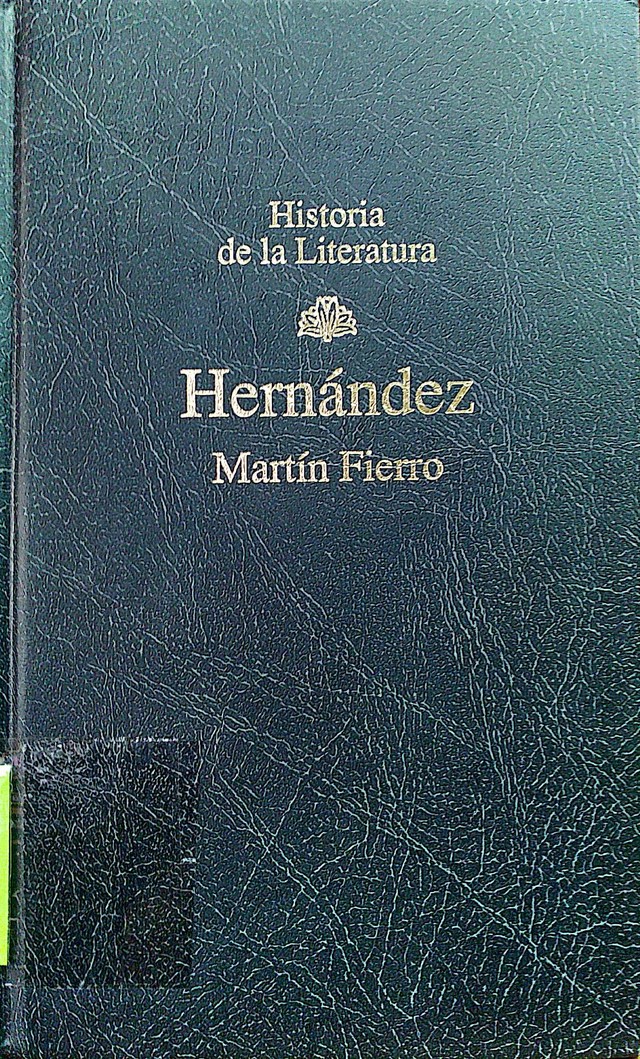 Historia
de la Literatura
Hernández
Martín Fierro